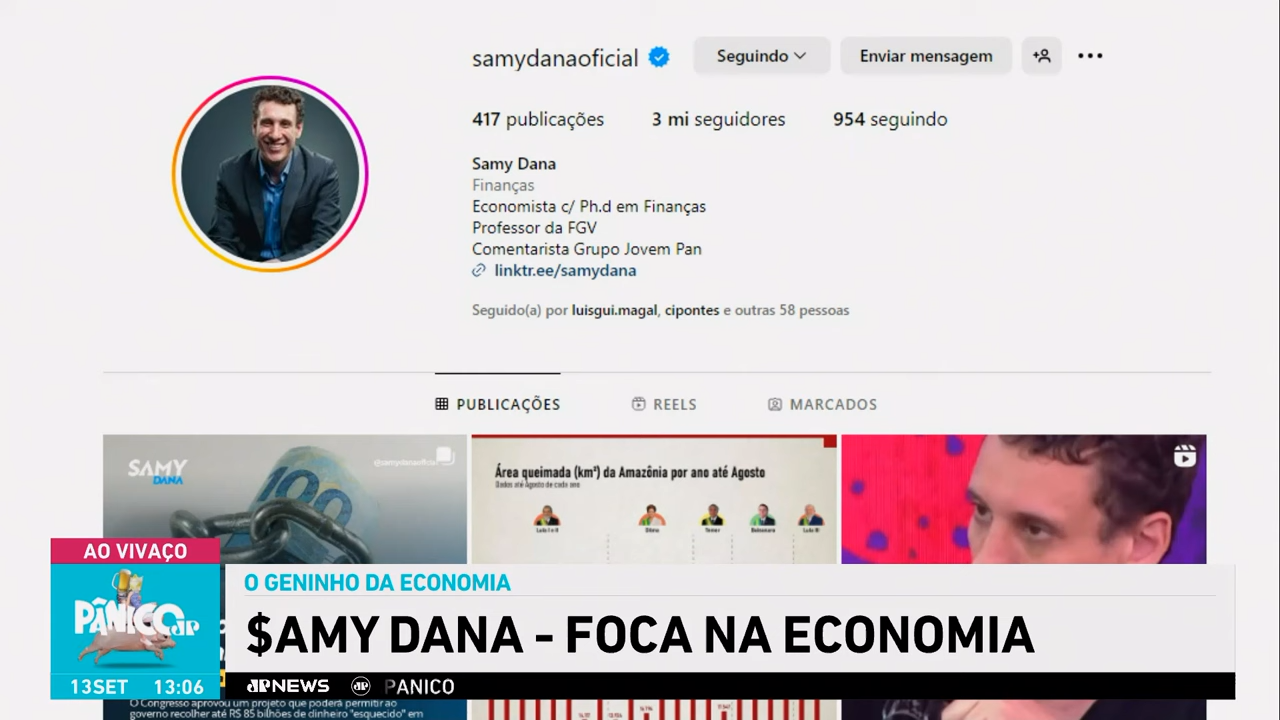 samydanaoficial
Seguindo
Enviar mensagem
417 publicações
3 mi seguidores
954 seguindo
Samy Dana
Finanças
Economista c/ Ph.d em Finanças
Professor da FGV
Comentarista Grupo Jovem Pan
linktr.ee/samydana
Seguido(a) por luisgui.magal, cipontes e outras 58 pessoas
PUBLICAÇÕES
REELS
MARCADOS
SAMY
DANA
@samydanaoficial
100
Área queimada (km²) da Amazônia por ano até Agosto
Dados até Agosto de cada ano
Lula I e II
Dilma
Temer
Bolsonaro
Lula III
AO VIVAÇO
PÂNICO JP
13SET 13:06
O GENINHO DA ECONOMIA
$AMY DANA - FOCA NA ECONOMIA
JP NEWS
JP
PANICO
O Congresso aprovou um projeto que poderá permitir ao
governo recolher até R$ 85 bilhões de dinheiro "esquecido" em